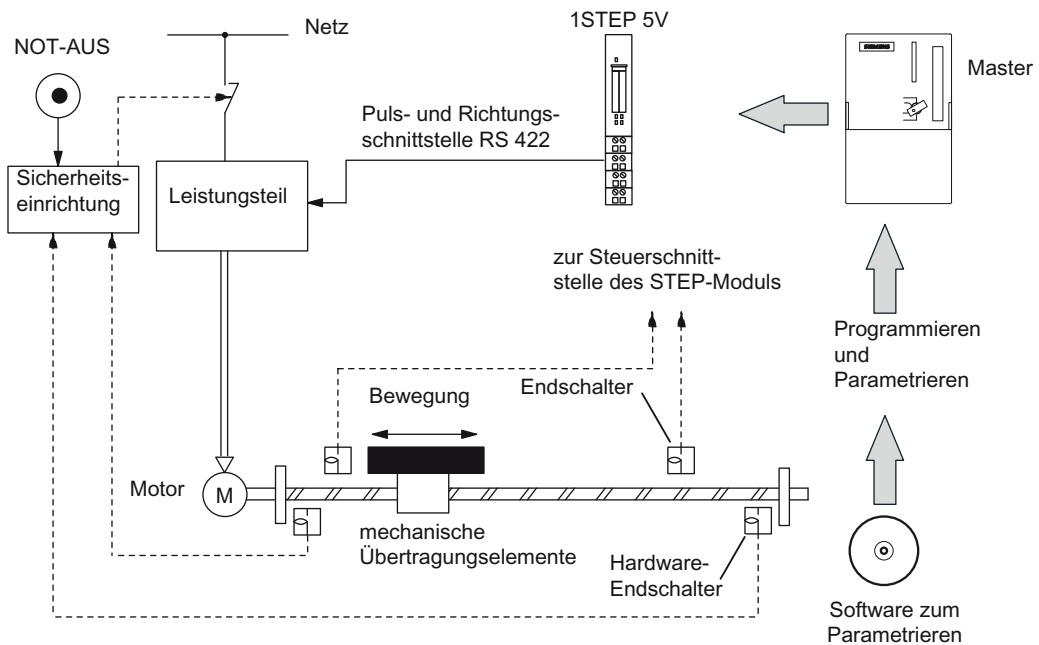 1STEP 5V
Netz
NOT-AUS
Master
SIEMENS
Puls- und Richtungs-
schnittstelle RS 422
Sicherheits-
einrichtung
Leistungsteil
zur Steuerschnitt-
stelle des STEP-Moduls
Programmieren
und
Parametrieren
Endschalter
Bewegung
Motor
M
mechanische
Übertragungselemente
Hardware-
Endschalter
Software zum
Parametrieren